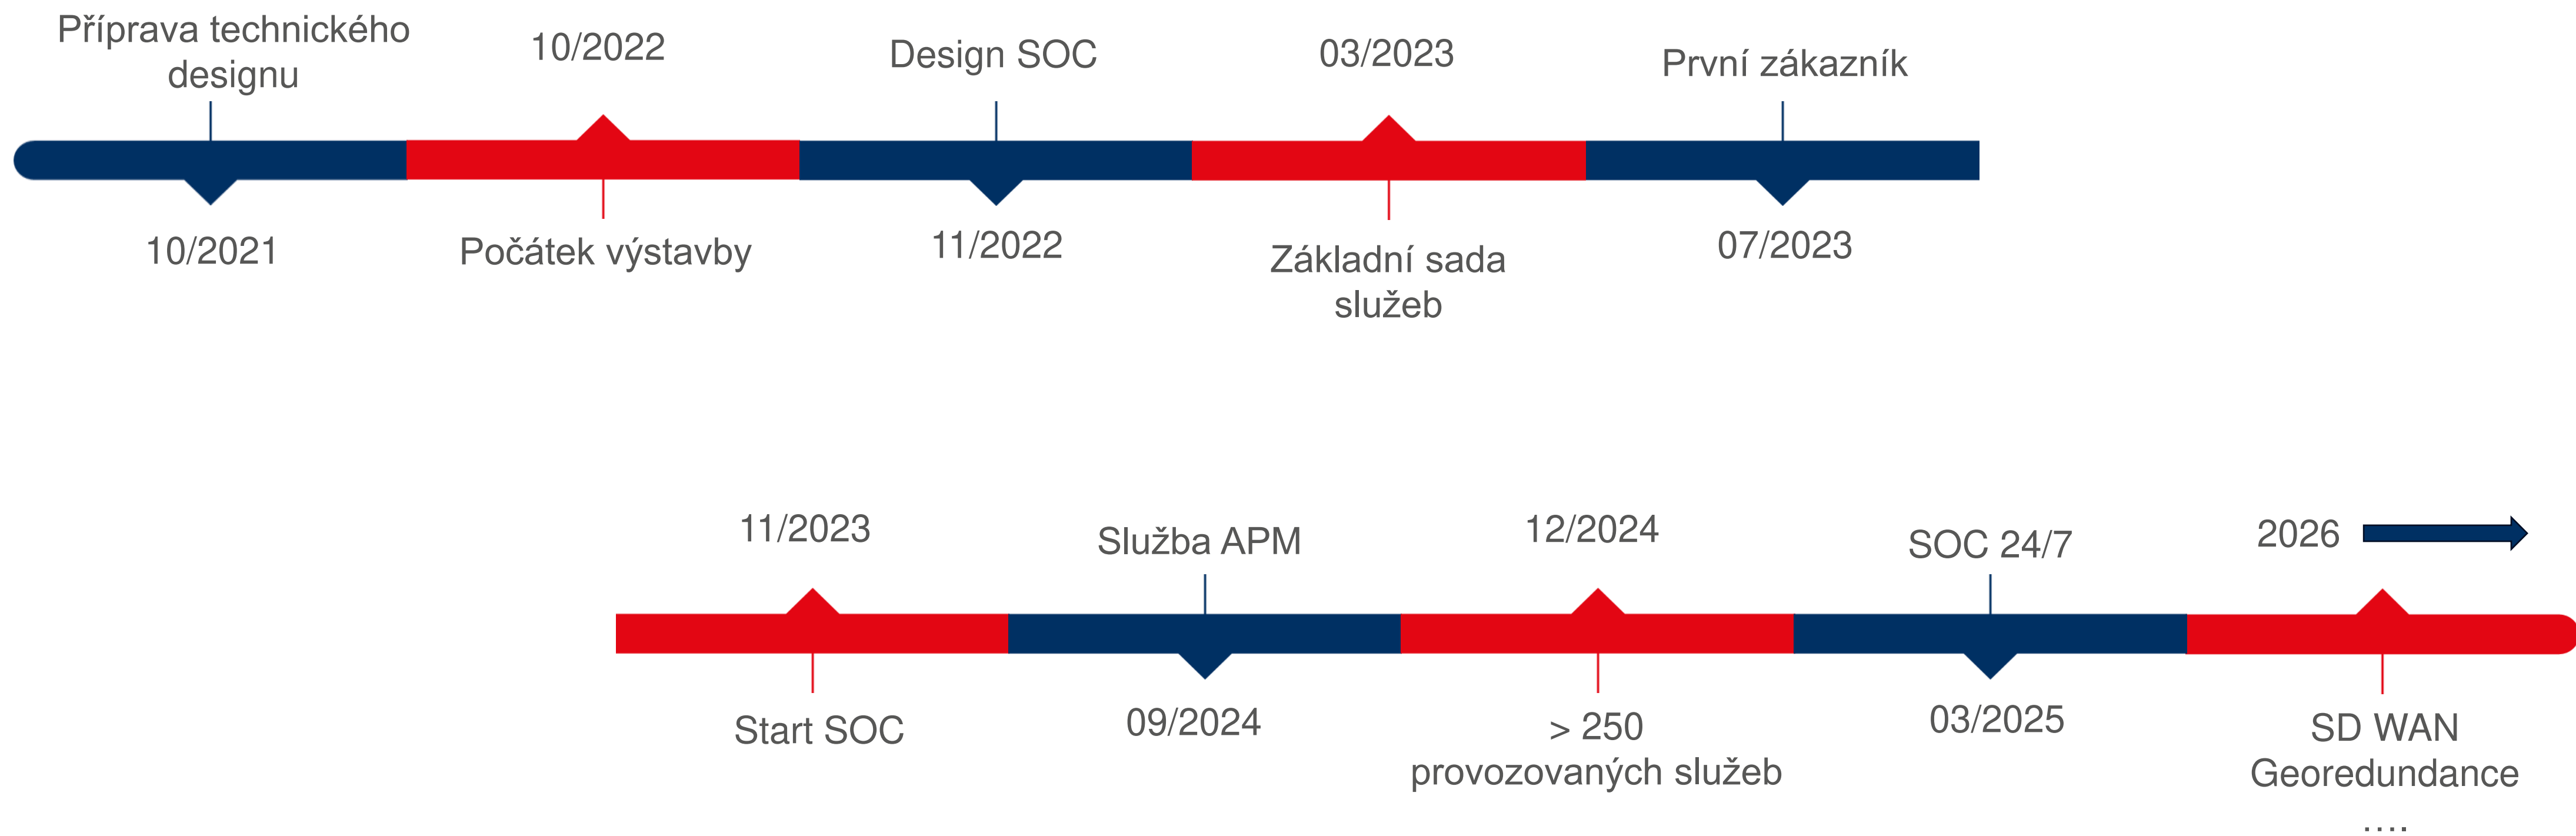 Příprava technického
designu
10/2021
10/2022
Počátek výstavby
Design SOC
11/2022
03/2023
Základní sada
služeb
První zákazník
07/2023
11/2023
Start SOC
Služba APM
09/2024
12/2024
> 250
provozovaných služeb
SOC 24/7
03/2025
2026
SD WAN
Georedundance
....